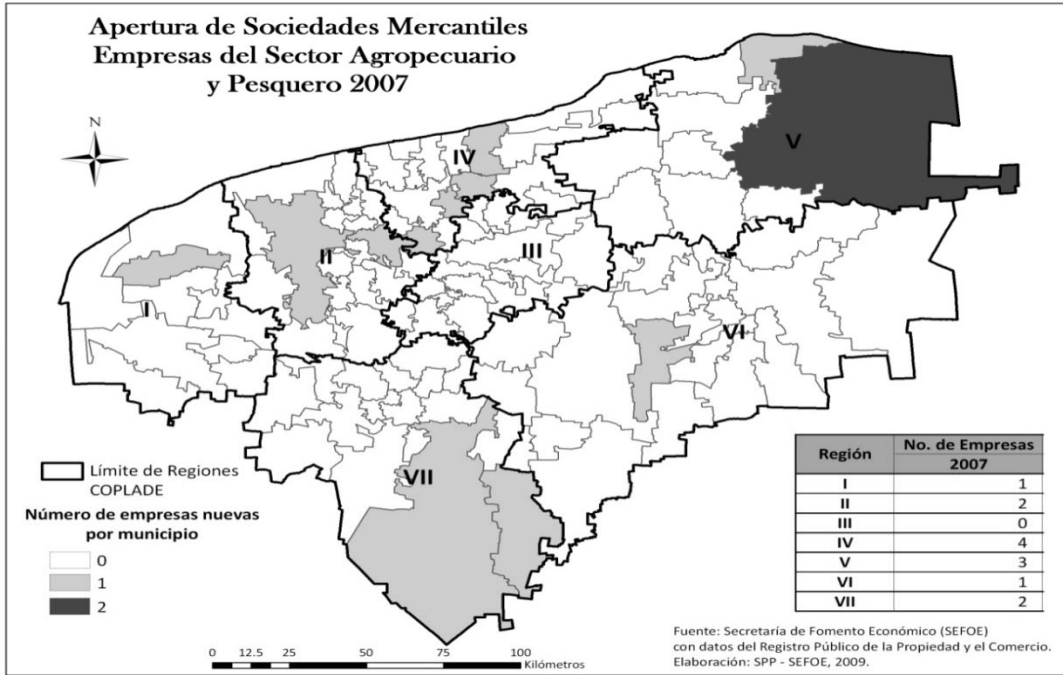 Apertura de Sociedades Mercantiles
Empresas del Sector Agropecuario
y Pesquero 2007
N
V
IV
III
II
I
VI
VII
Límite de Regiones
COPLADE
Número de empresas nuevas
por municipio
0
1
2
0 12.5 25 50 75 100
Kilómetros
Región No. de Empresas
2007
I 1
II 2
III 0
IV 4
V 3
VI 1
VII 2
Fuente: Secretaría de Fomento Económico (SEFOE)
con datos del Registro Público de la Propiedad y el Comercio.
Elaboración: SPP - SEFOE, 2009.